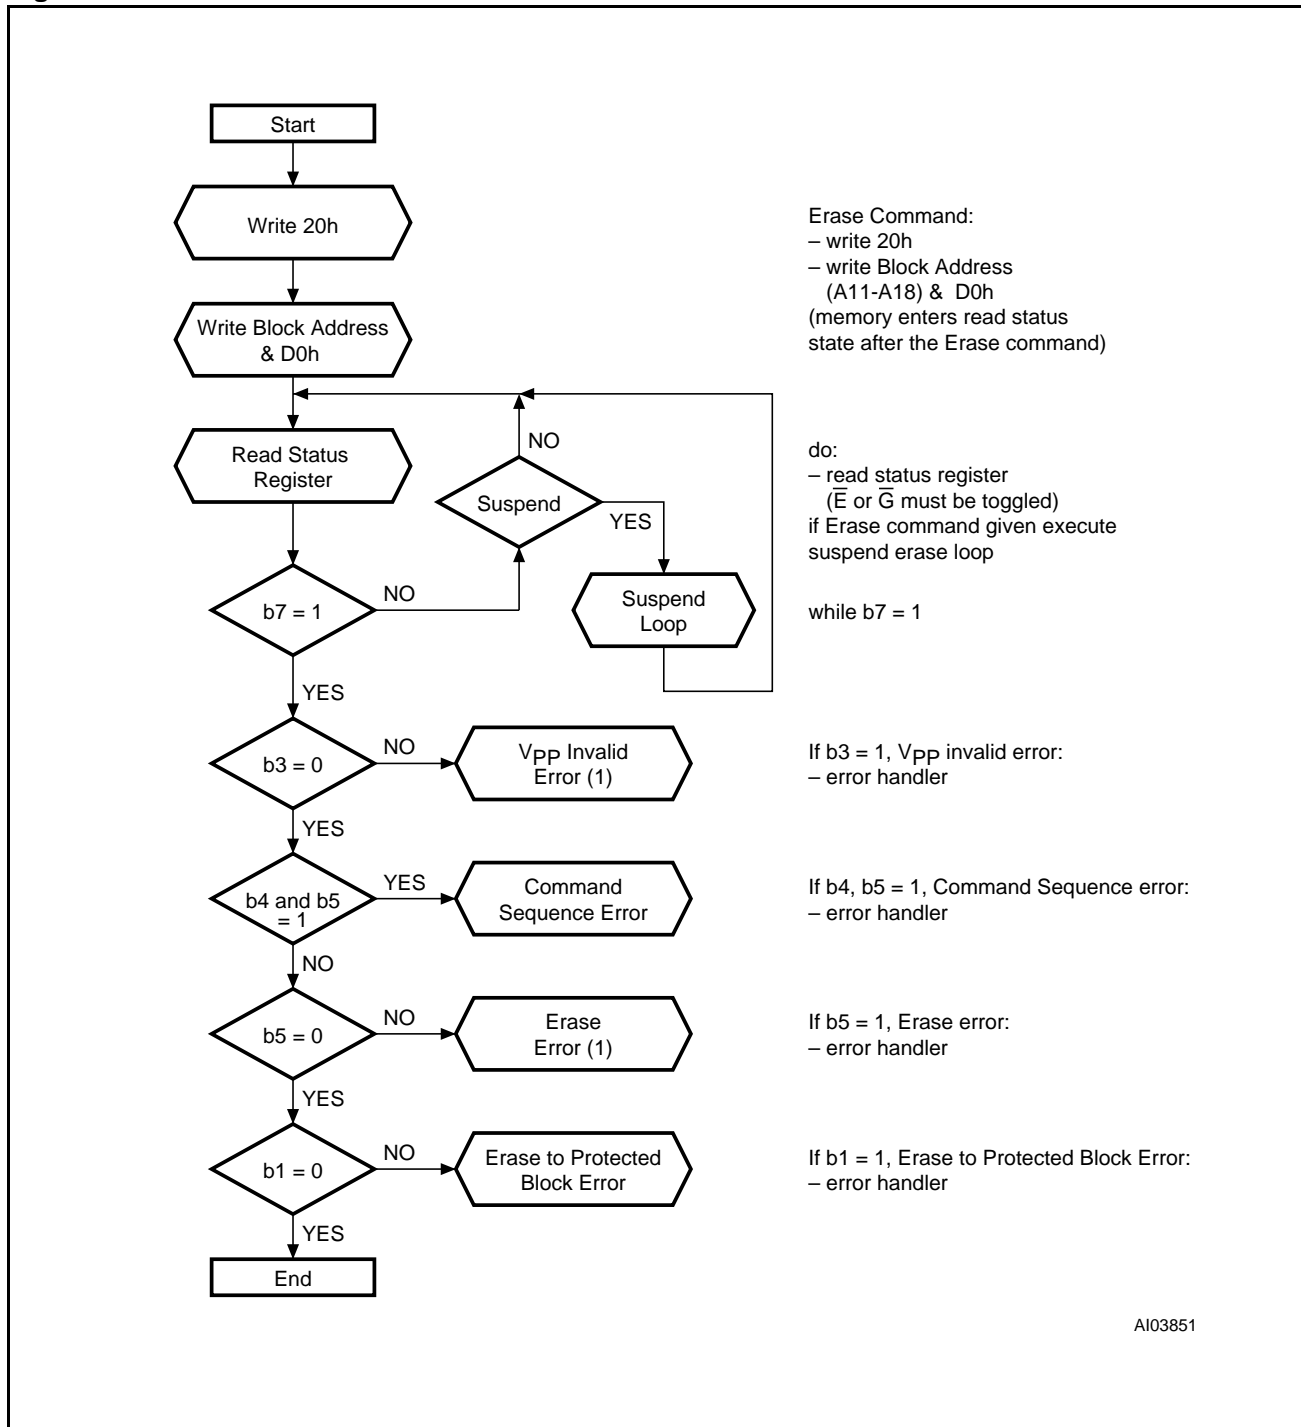 Start
Write 20h
Write Block Address
& D0h
Read Status
Register
NO
Suspend
YES
Suspend
Loop
b7 = 1
NO
YES
b3 = 0
NO
VPP Invalid
Error (1)
YES
b4 and b5
= 1
YES
Command
Sequence Error
NO
b5 = 0
NO
Erase
Error (1)
YES
b1 = 0
NO
Erase to Protected
Block Error
YES
End
Erase Command:
– write 20h
– write Block Address
(A11-A18) & D0h
(memory enters read status
state after the Erase command)
do:
– read status register
(E̅ or G̅ must be toggled)
if Erase command given execute
suspend erase loop
while b7 = 1
If b3 = 1, VPP invalid error:
– error handler
If b4, b5 = 1, Command Sequence error:
– error handler
If b5 = 1, Erase error:
– error handler
If b1 = 1, Erase to Protected Block Error:
– error handler
AI03851